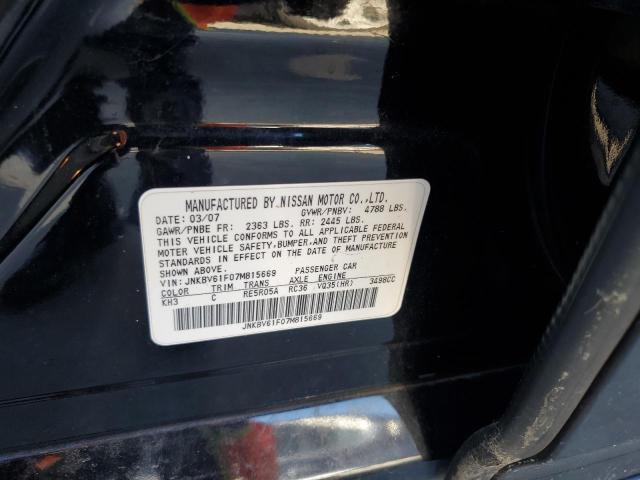 MANUFACTURED BY NISSAN MOTOR CO.,LTD.
DATE: 03/07 GVWR/PNBV: 4788 LBS.
GAWR/PNBE FR: 2363 LBS. RR: 2445 LBS.
THIS VEHICLE CONFORMS TO ALL APPLICABLE FEDERAL
MOTOR VEHICLE SAFETY, BUMPER, AND THEFT PREVENTION
STANDARDS IN EFFECT ON THE DATE OF MANUFACTURE
SHOWN ABOVE.
VIN: JNKBV61F07M815669 PASSENGER CAR
COLOR TRIM TRANS AXLE ENGINE
KH3 C RE5R05A RC36 VQ35(HR) 3498CC
JNKBV61F07M815669